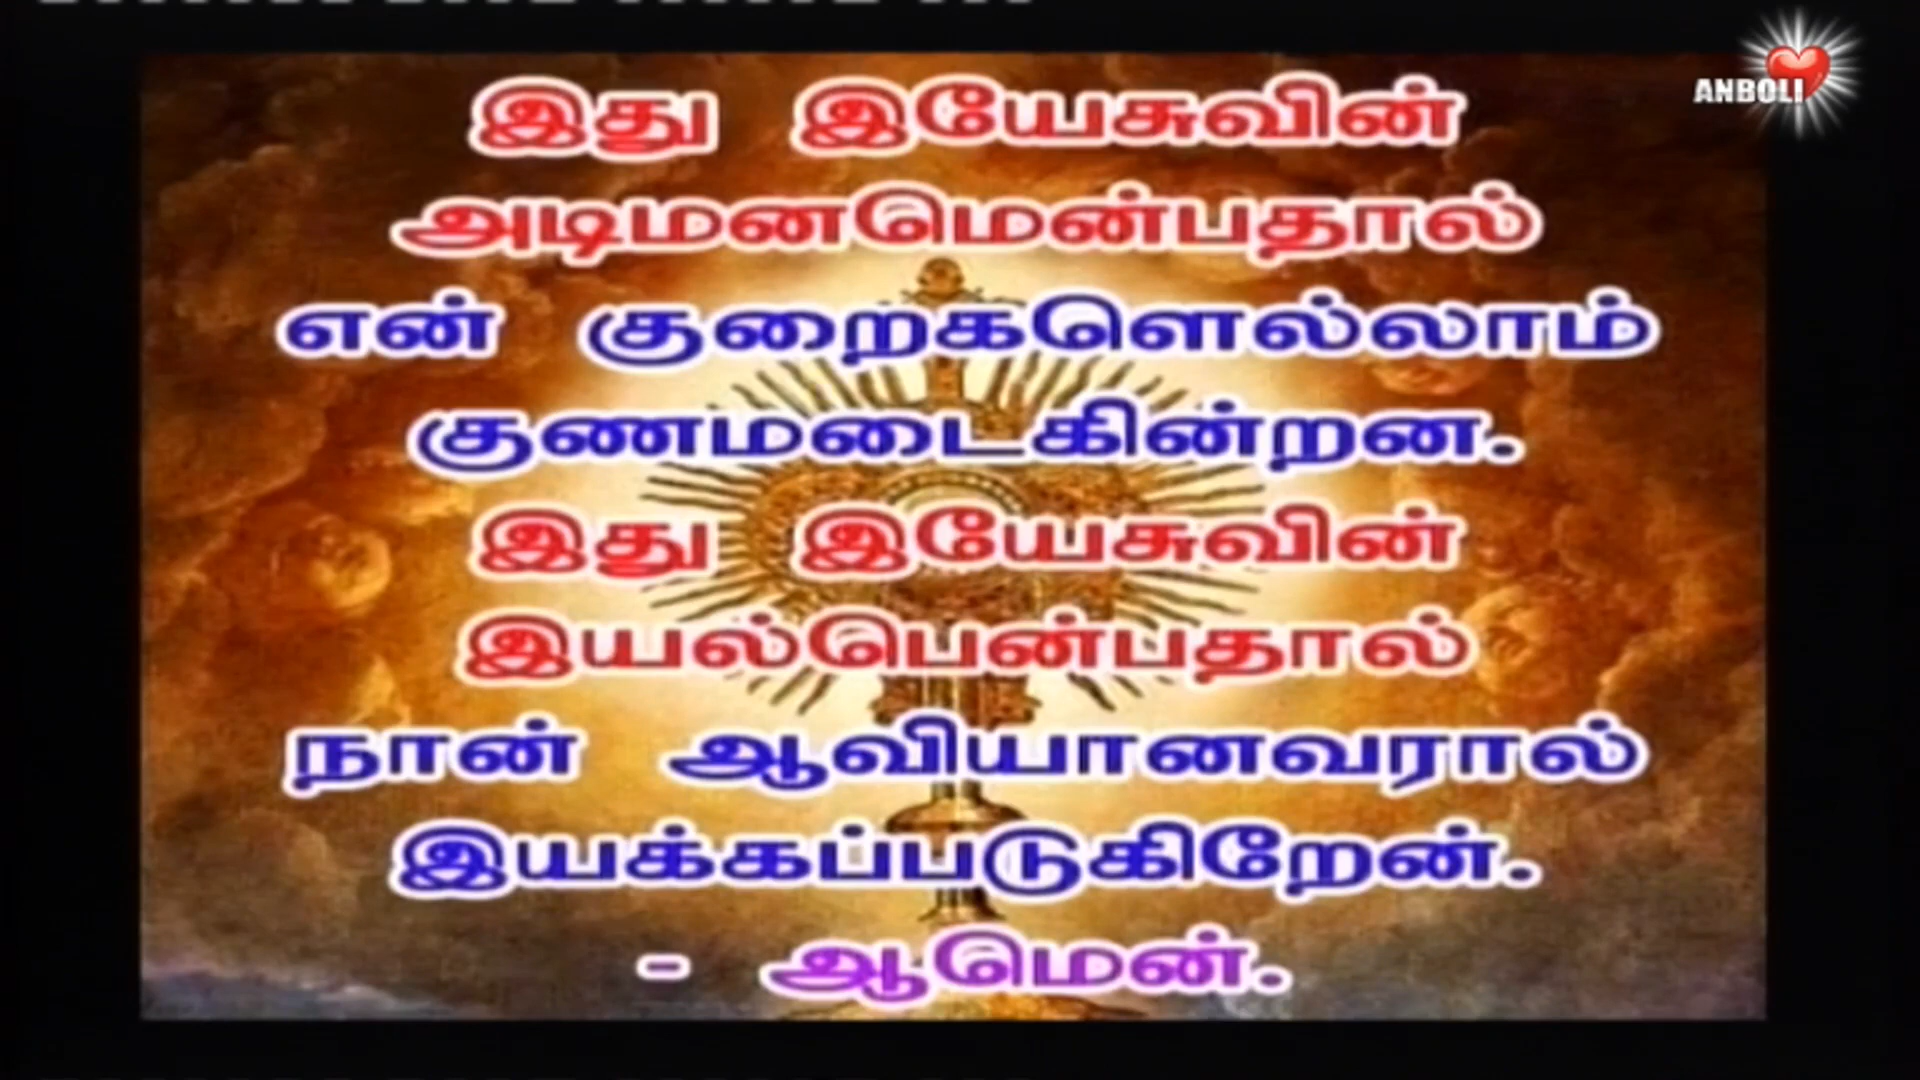 ANBOLI
இது இயேசுவின்
அடிமனமென்பதால்
என் குறைகளெல்லாம்
குணமடைகின்றன.
இது இயேசுவின்
இயல்பென்பதால்
நான் ஆவியானவரால்
இயக்கப்படுகிறேன்.
- ஆமென்.